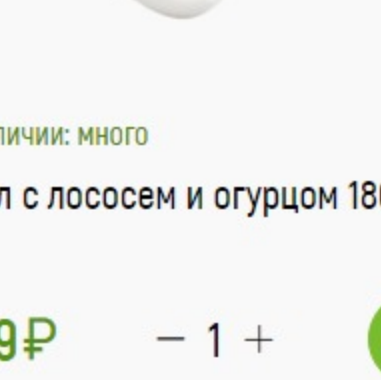 личии: много
л с лососем и огурцом 18
9₽ − 1 +